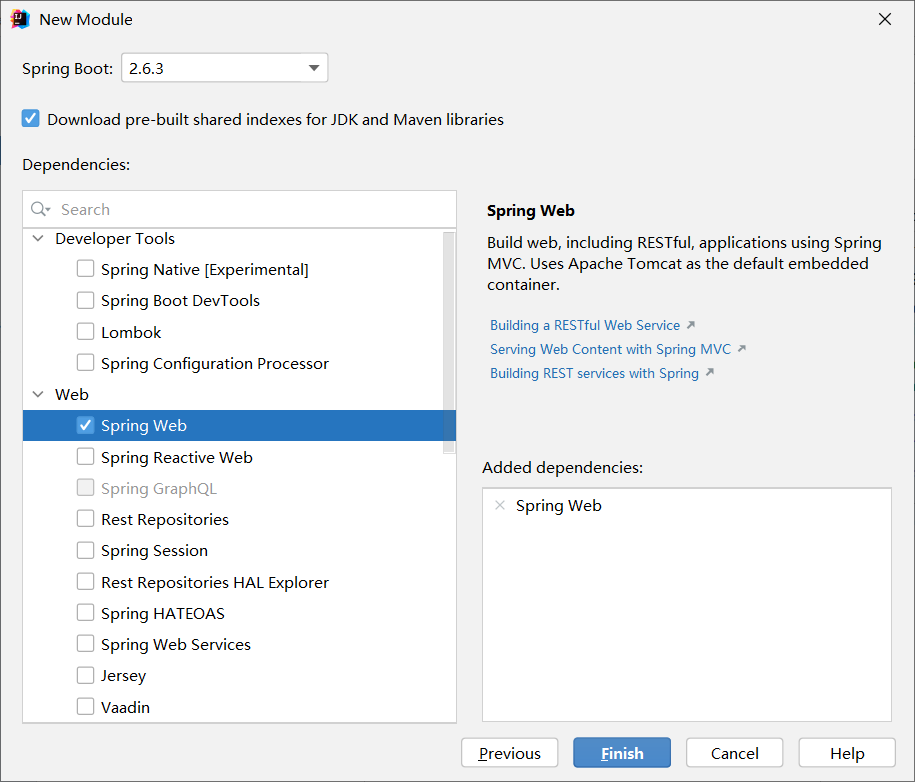 New Module
Spring Boot: 2.6.3
Download pre-built shared indexes for JDK and Maven libraries
Dependencies:
Search
Developer Tools
Spring Native [Experimental]
Spring Boot DevTools
Lombok
Spring Configuration Processor
Web
Spring Web
Spring Reactive Web
Spring GraphQL
Rest Repositories
Spring Session
Rest Repositories HAL Explorer
Spring HATEOAS
Spring Web Services
Jersey
Vaadin
Spring Web
Build web, including RESTful, applications using Spring
MVC. Uses Apache Tomcat as the default embedded
container.
Building a RESTful Web Service
Serving Web Content with Spring MVC
Building REST services with Spring
Added dependencies:
Spring Web
Previous
Finish
Cancel
Help